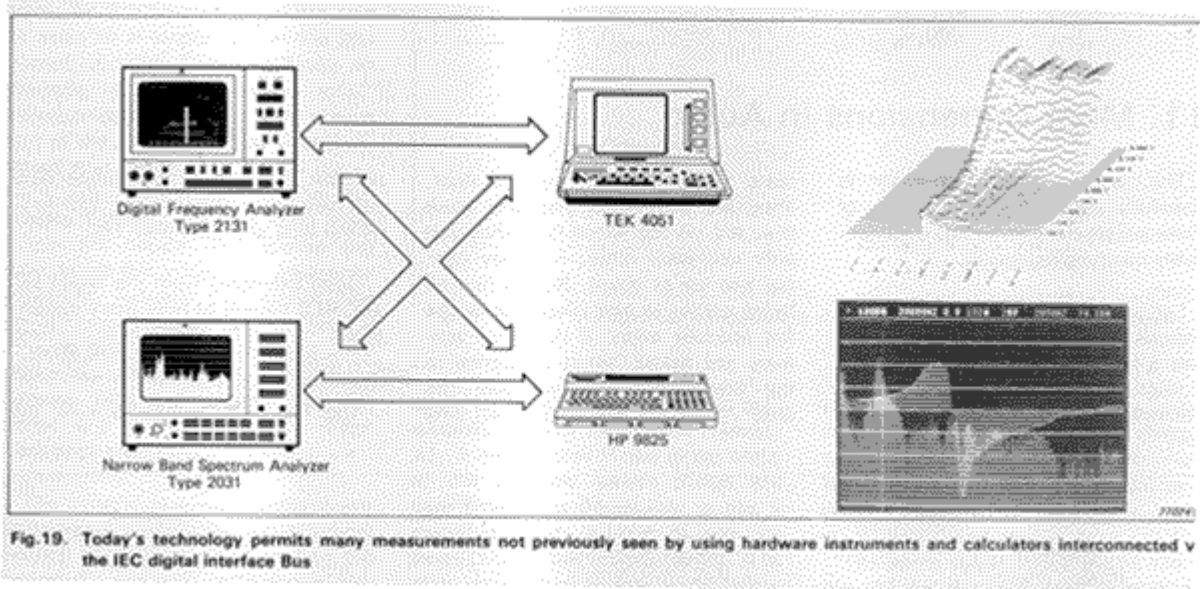 Digital Frequency Analyzer
Type 2131
TEK 4051
Narrow Band Spectrum Analyzer
Type 2031
HP 9825
Fig.19. Today's technology permits many measurements not previously seen by using hardware instruments and calculators interconnected v
the IEC digital interface Bus